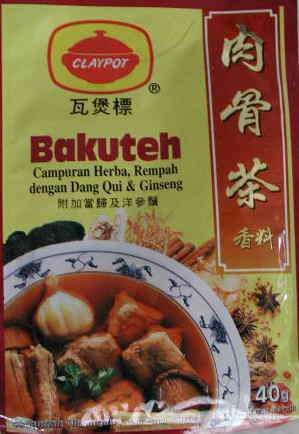 CLAYPOT
®
瓦煲標
肉骨茶
香料
Bakuteh
Campuran Herba, Rempah
dengan Dang Qui & Ginseng
附加當歸及洋參鬚
40g